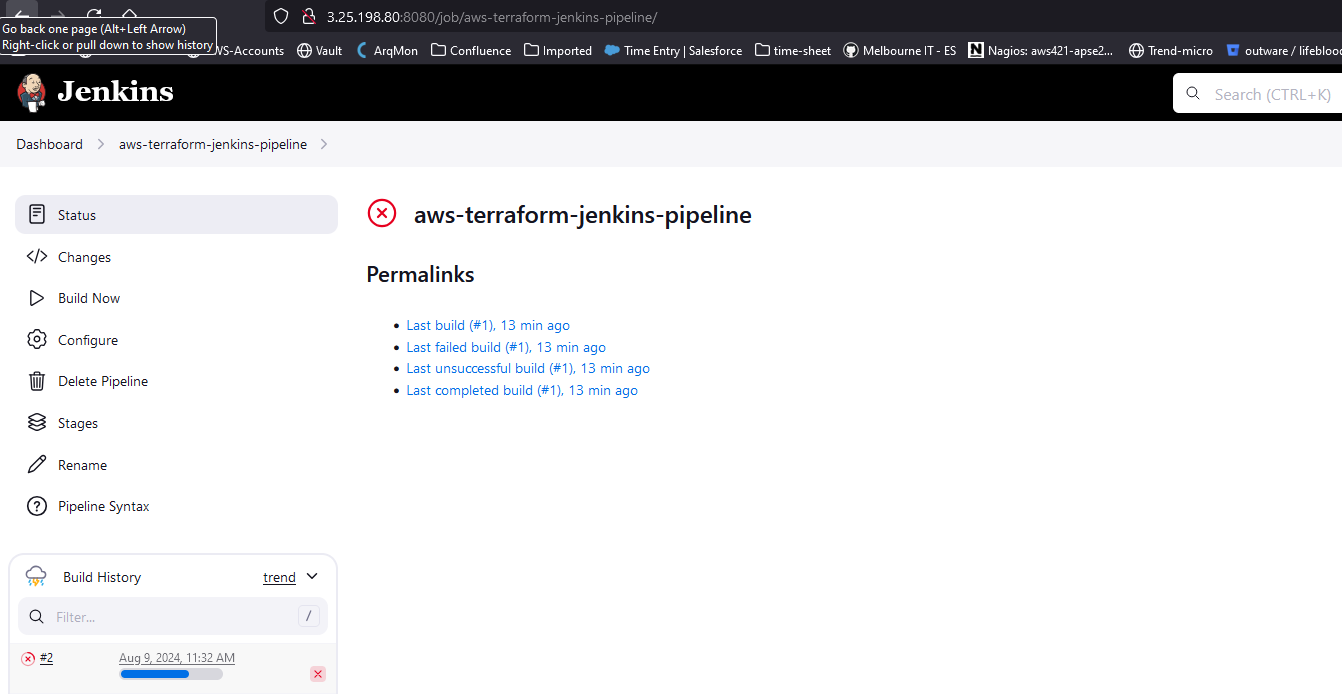 3.25.198.80:8080/job/aws-terraform-jenkins-pipeline/
Go back one page (Alt+Left Arrow)
Right-click or pull down to show history
WS-Accounts Vault ArqMon Confluence Imported Time Entry | Salesforce time-sheet Melbourne IT - ES Nagios: aws421-apse2... Trend-micro outware / lifebloo
Jenkins
Search (CTRL+K)
Dashboard aws-terraform-jenkins-pipeline
Status
aws-terraform-jenkins-pipeline
Changes
Build Now
Configure
Delete Pipeline
Stages
Rename
Pipeline Syntax
Permalinks
Last build (#1), 13 min ago
Last failed build (#1), 13 min ago
Last unsuccessful build (#1), 13 min ago
Last completed build (#1), 13 min ago
Build History trend
Filter... /
#2 Aug 9, 2024, 11:32 AM